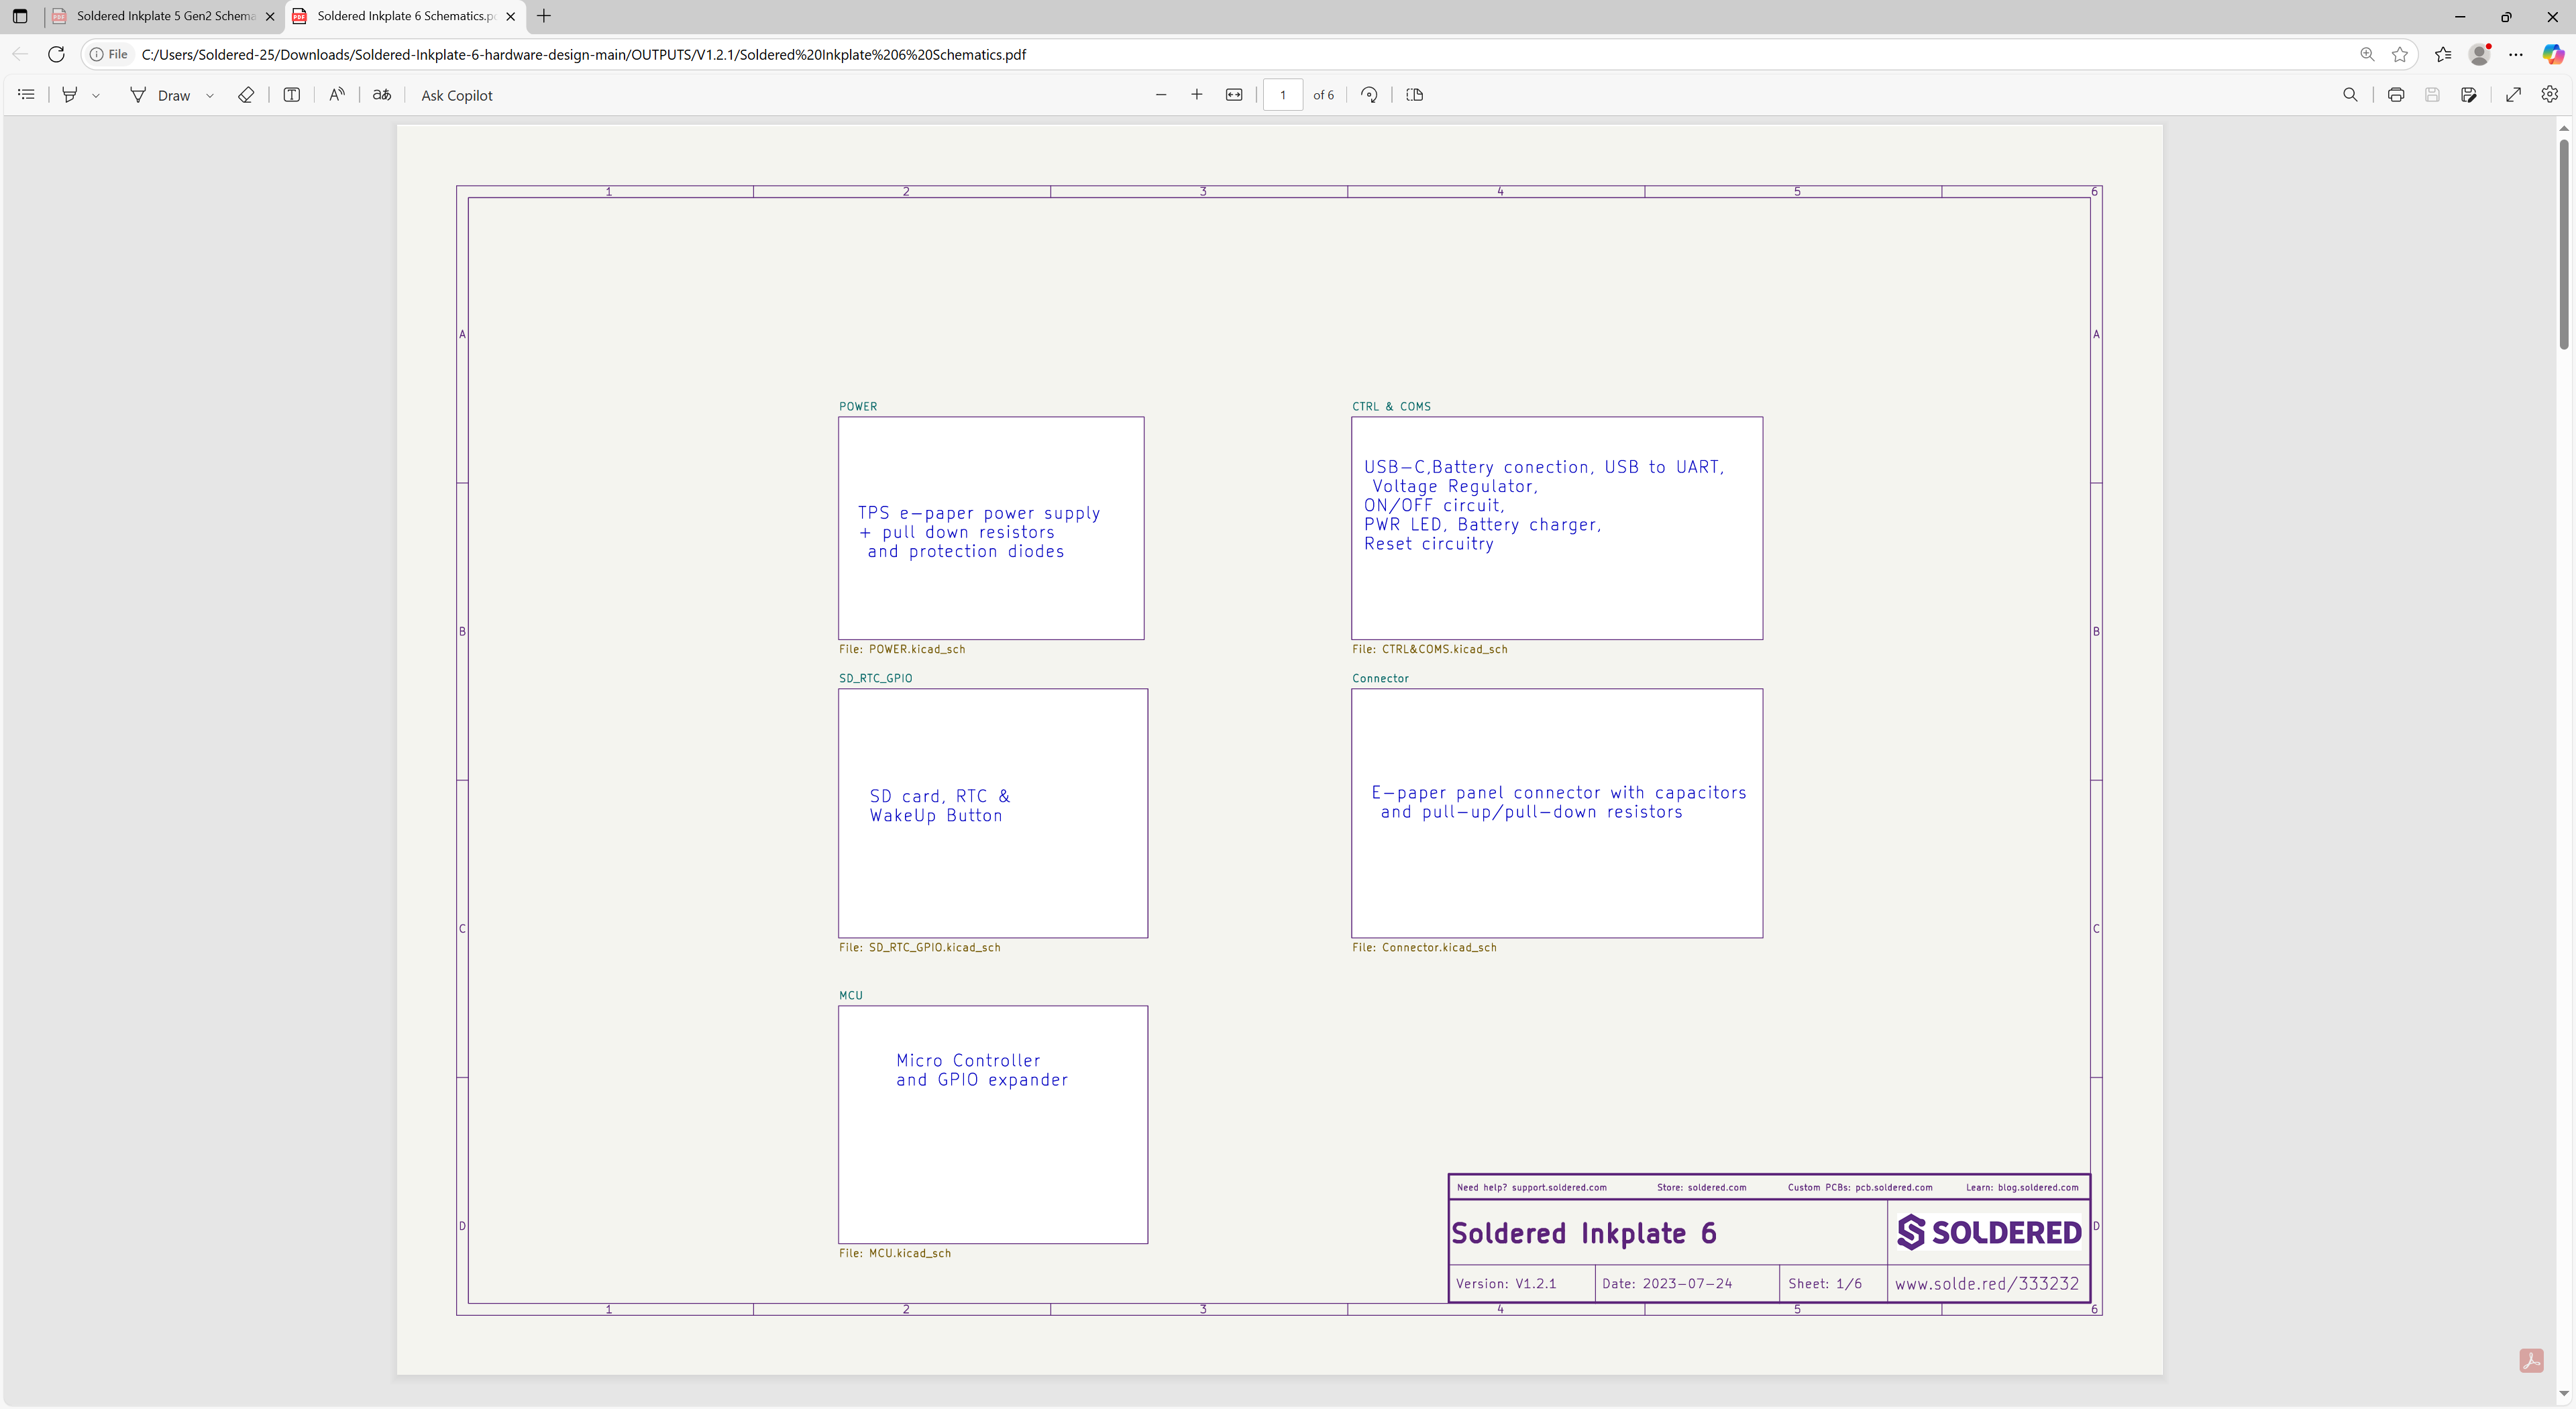 Soldered Inkplate 5 Gen2 Schema
Soldered Inkplate 6 Schematics.p
File
C:/Users/Soldered-25/Downloads/Soldered-Inkplate-6-hardware-design-main/OUTPUTS/V1.2.1/Soldered%20Inkplate%206%20Schematics.pdf
Draw
aあ
Ask Copilot
1 of 6
1 2 3 4 5 6
A A
POWER
TPS e-paper power supply
+ pull down resistors
and protection diodes
File: POWER.kicad_sch
CTRL & COMS
USB-C,Battery conection, USB to UART,
Voltage Regulator,
ON/OFF circuit,
PWR LED, Battery charger,
Reset circuitry
File: CTRL&COMS.kicad_sch
B B
SD_RTC_GPIO
SD card, RTC &
WakeUp Button
File: SD_RTC_GPIO.kicad_sch
Connector
E-paper panel connector with capacitors
and pull-up/pull-down resistors
File: Connector.kicad_sch
C C
MCU
Micro Controller
and GPIO expander
File: MCU.kicad_sch
D D
Need help? support.soldered.com Store: soldered.com Custom PCBs: pcb.soldered.com Learn: blog.soldered.com
Soldered Inkplate 6
SOLDERED
Version: V1.2.1 Date: 2023-07-24 Sheet: 1/6 www.solde.red/333232
1 2 3 4 5 6